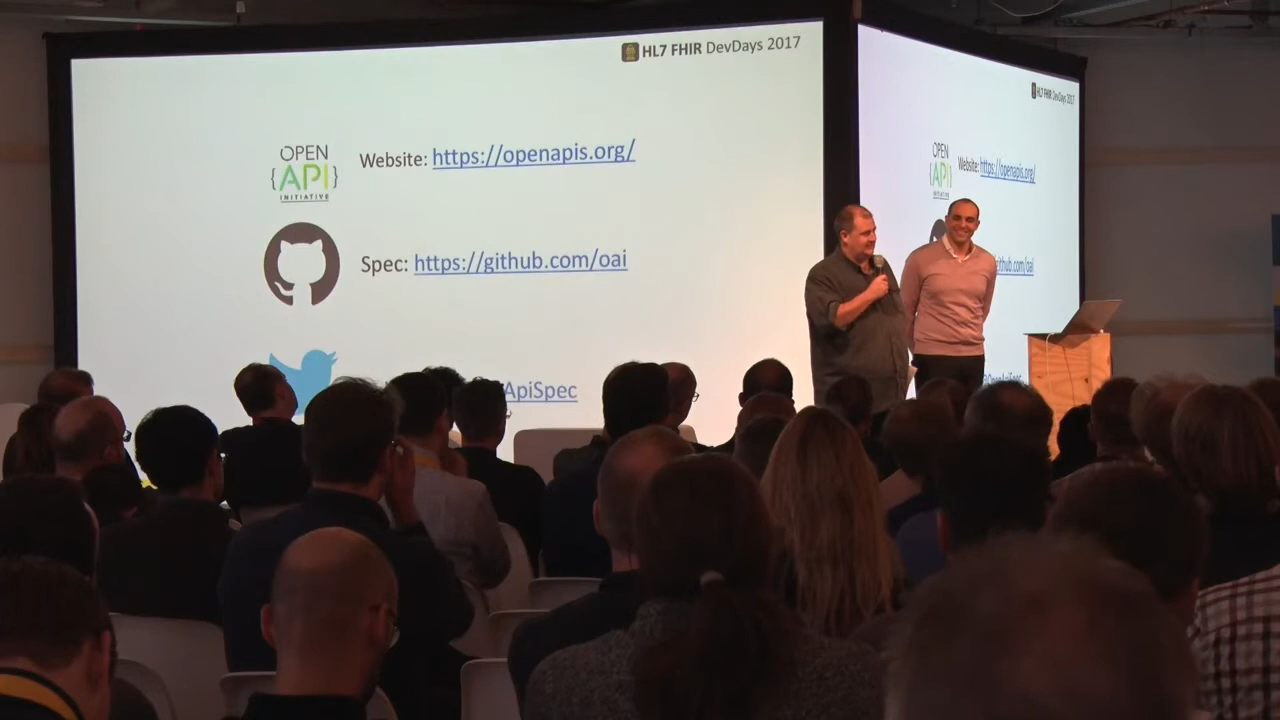 HL7 FHIR DevDays 2017
OPEN
{API}
INITIATIVE
Website: https://openapis.org/
Spec: https://github.com/oai
ApiSpec
HL7 FHIR DevDays 2017
OPEN
{API}
INITIATIVE
Website: https://openapis.org/
github.com/oai